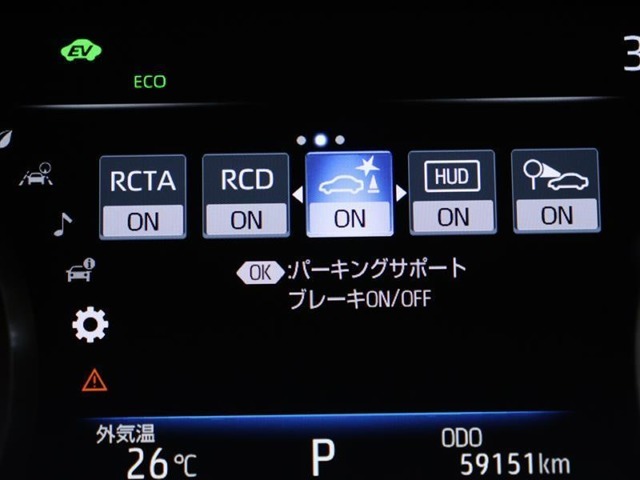 EV
ECO
3
RCTA
RCD
HUD
ON
ON
ON
ON
ON
OK :パーキングサポート
ブレーキON/OFF
外気温
26℃
P
ODO
59151km